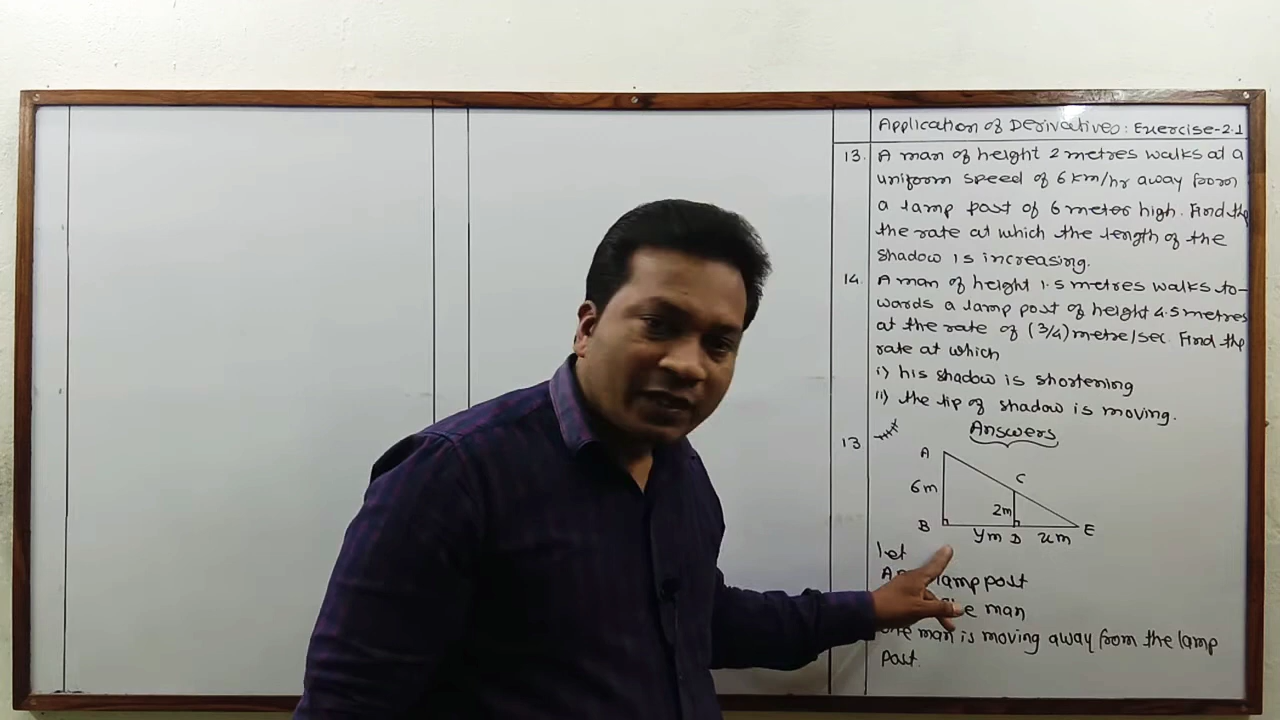 Application of Derivatives: Exercise-2.1
13. A man of height 2 metres walks at a
uniform speed of 6 km/hr away from
a lamp post of 6 meter high. Find the
the rate at which the length of the
shadow is increasing.
14. A man of height 1.5 metres walks to-
wards a lamp post of height 4.5 metres
at the rate of (3/4) metre/sec. Find the
rate at which
i) his shadow is shortening
ii) the tip of shadow is moving.
Answers
13
A
C
6m
2m
B
E
ym D xm
let
lamp post
man
man is moving away from the lamp
post.